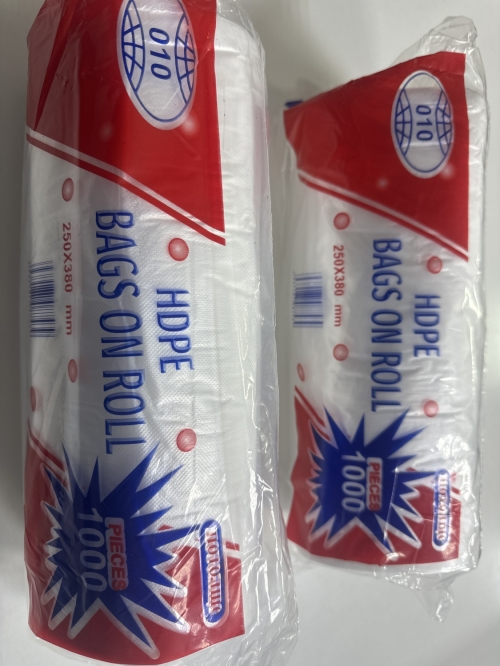 010
HDPE
BAGS ON ROLL
250X380 mm
PIECES
1000
010
HDPE
BAGS ON ROLL
250X380 mm
PIECES
1000